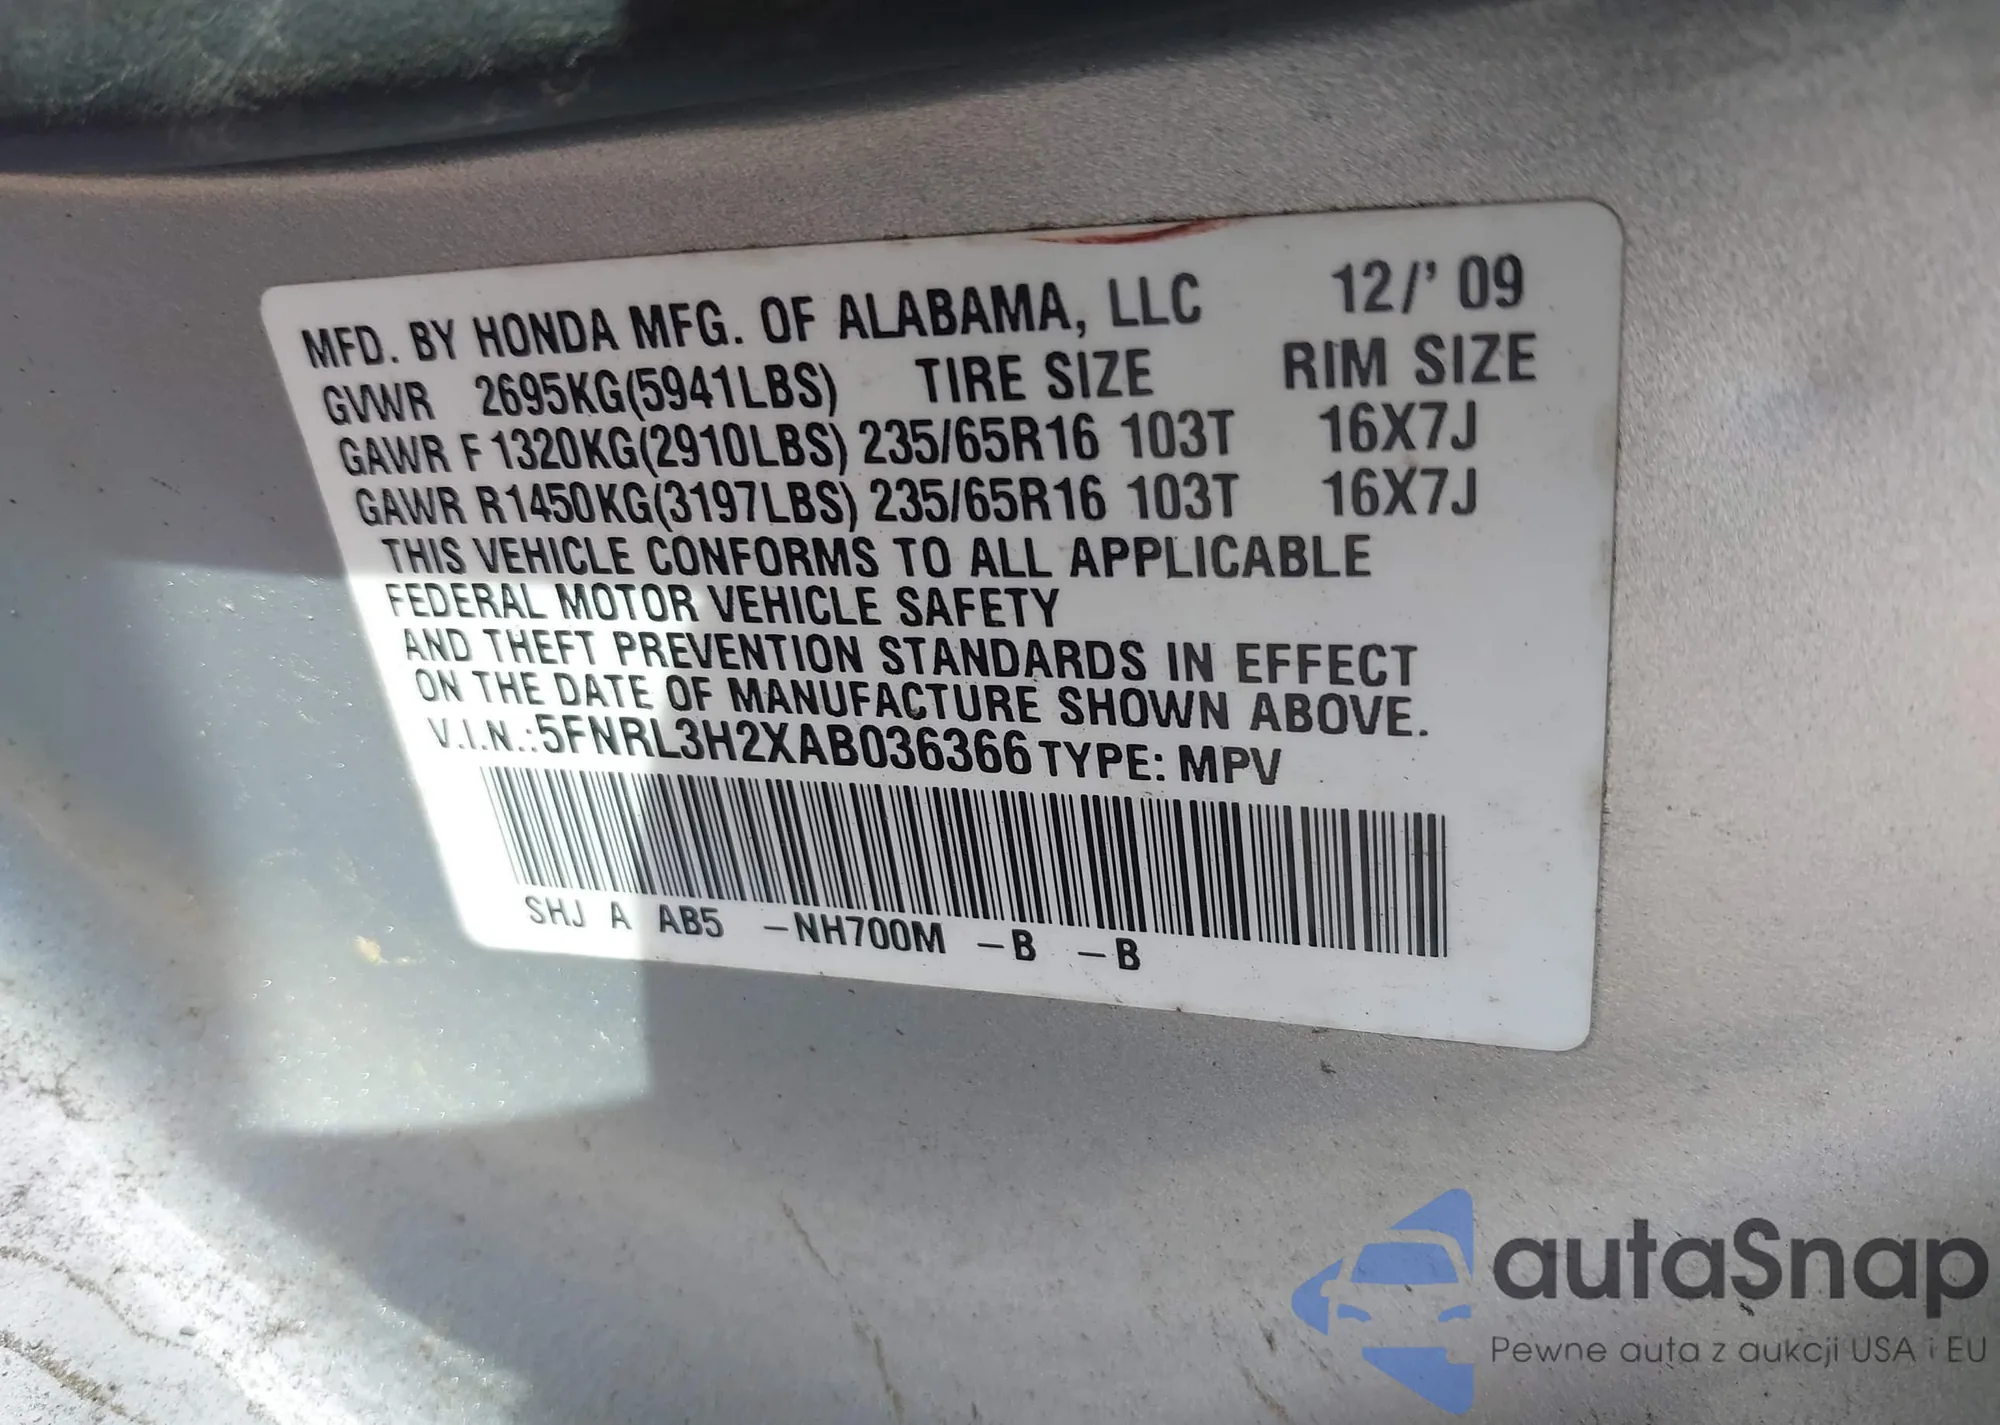 MFD. BY HONDA MFG. OF ALABAMA, LLC 12/' 09
GVWR 2695KG(5941LBS) TIRE SIZE RIM SIZE
GAWR F 1320KG(2910LBS) 235/65R16 103T 16X7J
GAWR R1450KG(3197LBS) 235/65R16 103T 16X7J
THIS VEHICLE CONFORMS TO ALL APPLICABLE
FEDERAL MOTOR VEHICLE SAFETY
AND THEFT PREVENTION STANDARDS IN EFFECT
ON THE DATE OF MANUFACTURE SHOWN ABOVE.
V.I.N.:5FNRL3H2XAB036366 TYPE: MPV
SHJ A AB5 -NH700M -B -B
autaSnap
Pewne auta z aukcji USA i EU